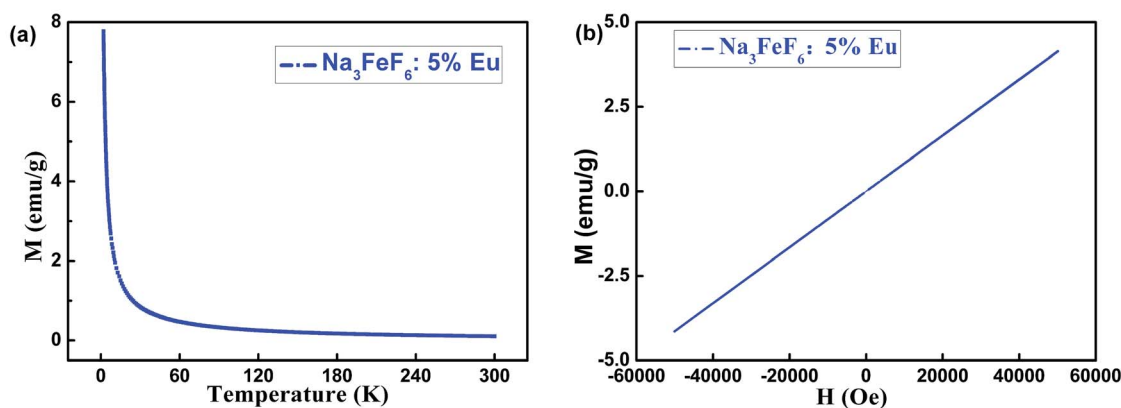 (a)
8
6
4
2
0
M (emu/g)
Na₃FeF₆: 5% Eu
0 60 120 180 240 300
Temperature (K)
(b)
5.0
2.5
0.0
-2.5
-5.0
M (emu/g)
Na₃FeF₆: 5% Eu
-60000 -40000 -20000 0 20000 40000 60000
H (Oe)